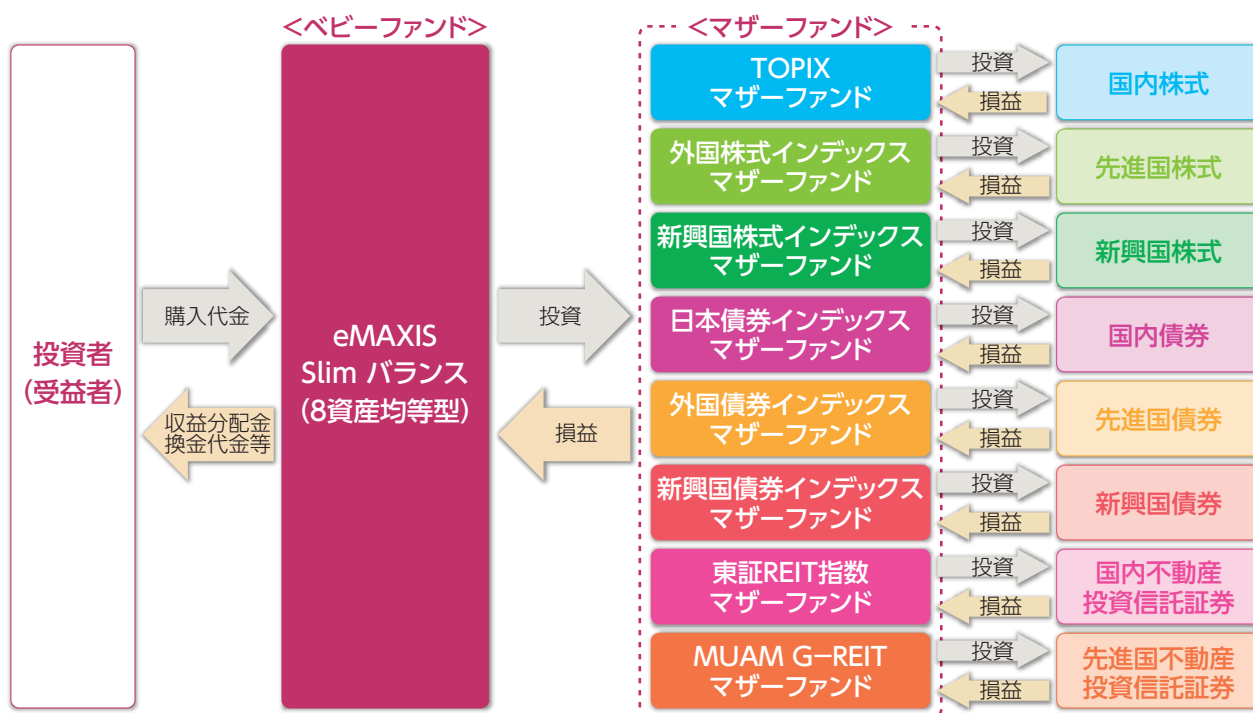 <ベビーファンド>
<マザーファンド>
投資者
(受益者)
購入代金
収益分配金
換金代金等
eMAXIS
Slim バランス
(8資産均等型)
投資
損益
TOPIX
マザーファンド
投資
損益
国内株式
外国株式インデックス
マザーファンド
投資
損益
先進国株式
新興国株式インデックス
マザーファンド
投資
損益
新興国株式
日本債券インデックス
マザーファンド
投資
損益
国内債券
外国債券インデックス
マザーファンド
投資
損益
先進国債券
新興国債券インデックス
マザーファンド
投資
損益
新興国債券
東証REIT指数
マザーファンド
投資
損益
国内不動産
投資信託証券
MUAM G−REIT
マザーファンド
投資
損益
先進国不動産
投資信託証券